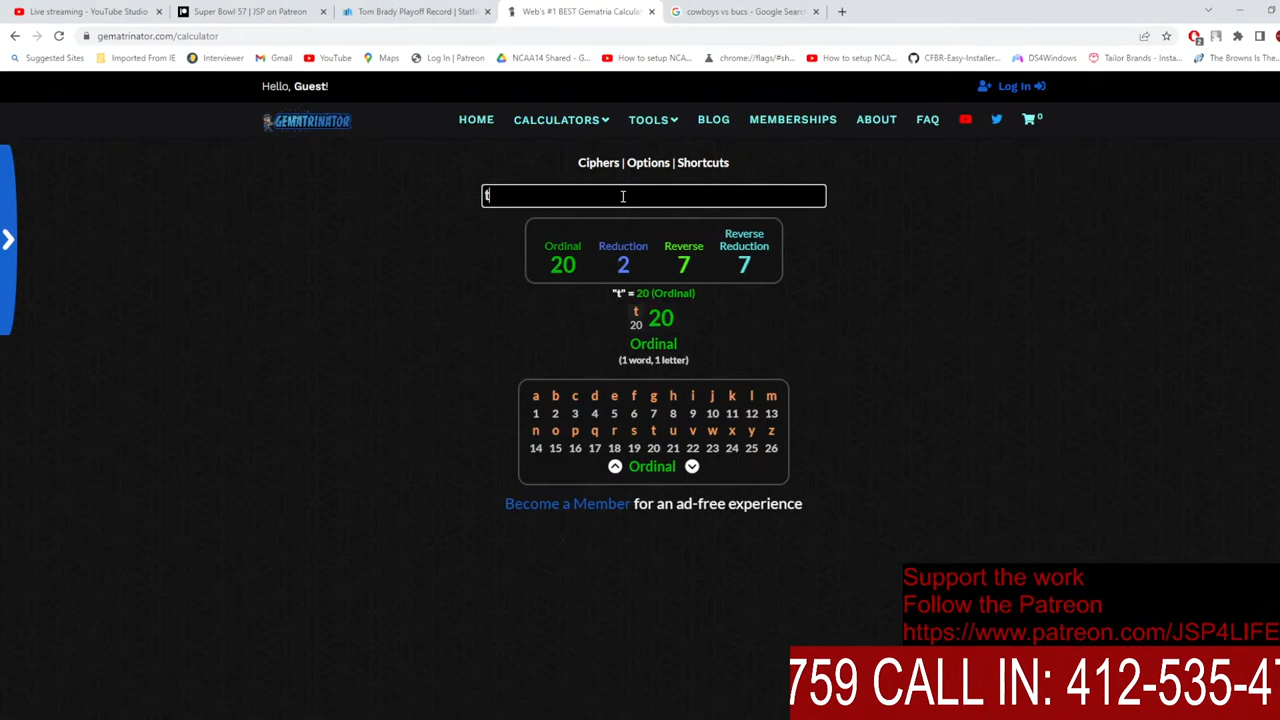 Live streaming - YouTube Studio
Super Bowl 57 | JSP on Patreon
Tom Brady Playoff Record | StatM
Web's #1 BEST Gematria Calcula
cowboys vs bucs - Google Search
gematrinator.com/calculator
Suggested Sites
Imported From IE
Interviewer
Gmail
YouTube
Maps
Log In | Patreon
NCAA14 Shared - G...
How to setup NCA...
chrome://flags/#sh...
How to setup NCA...
CFBR-Easy-Installer...
DS4Windows
Tailor Brands - Insta...
The Browns Is The...
Hello, Guest!
Log In
GEMATRINATOR
HOME
CALCULATORS
TOOLS
BLOG
MEMBERSHIPS
ABOUT
FAQ
0
Ciphers | Options | Shortcuts
t
Ordinal Reduction Reverse Reverse Reduction
20 2 7 7
"t" = 20 (Ordinal)
t 20
20
Ordinal
(1 word, 1 letter)
a b c d e f g h i j k l m
1 2 3 4 5 6 7 8 9 10 11 12 13
n o p q r s t u v w x y z
14 15 16 17 18 19 20 21 22 23 24 25 26
Ordinal
Become a Member for an ad-free experience
Support the work
Follow the Patreon
https://www.patreon.com/JSP4LIFE
759 CALL IN: 412-535-47